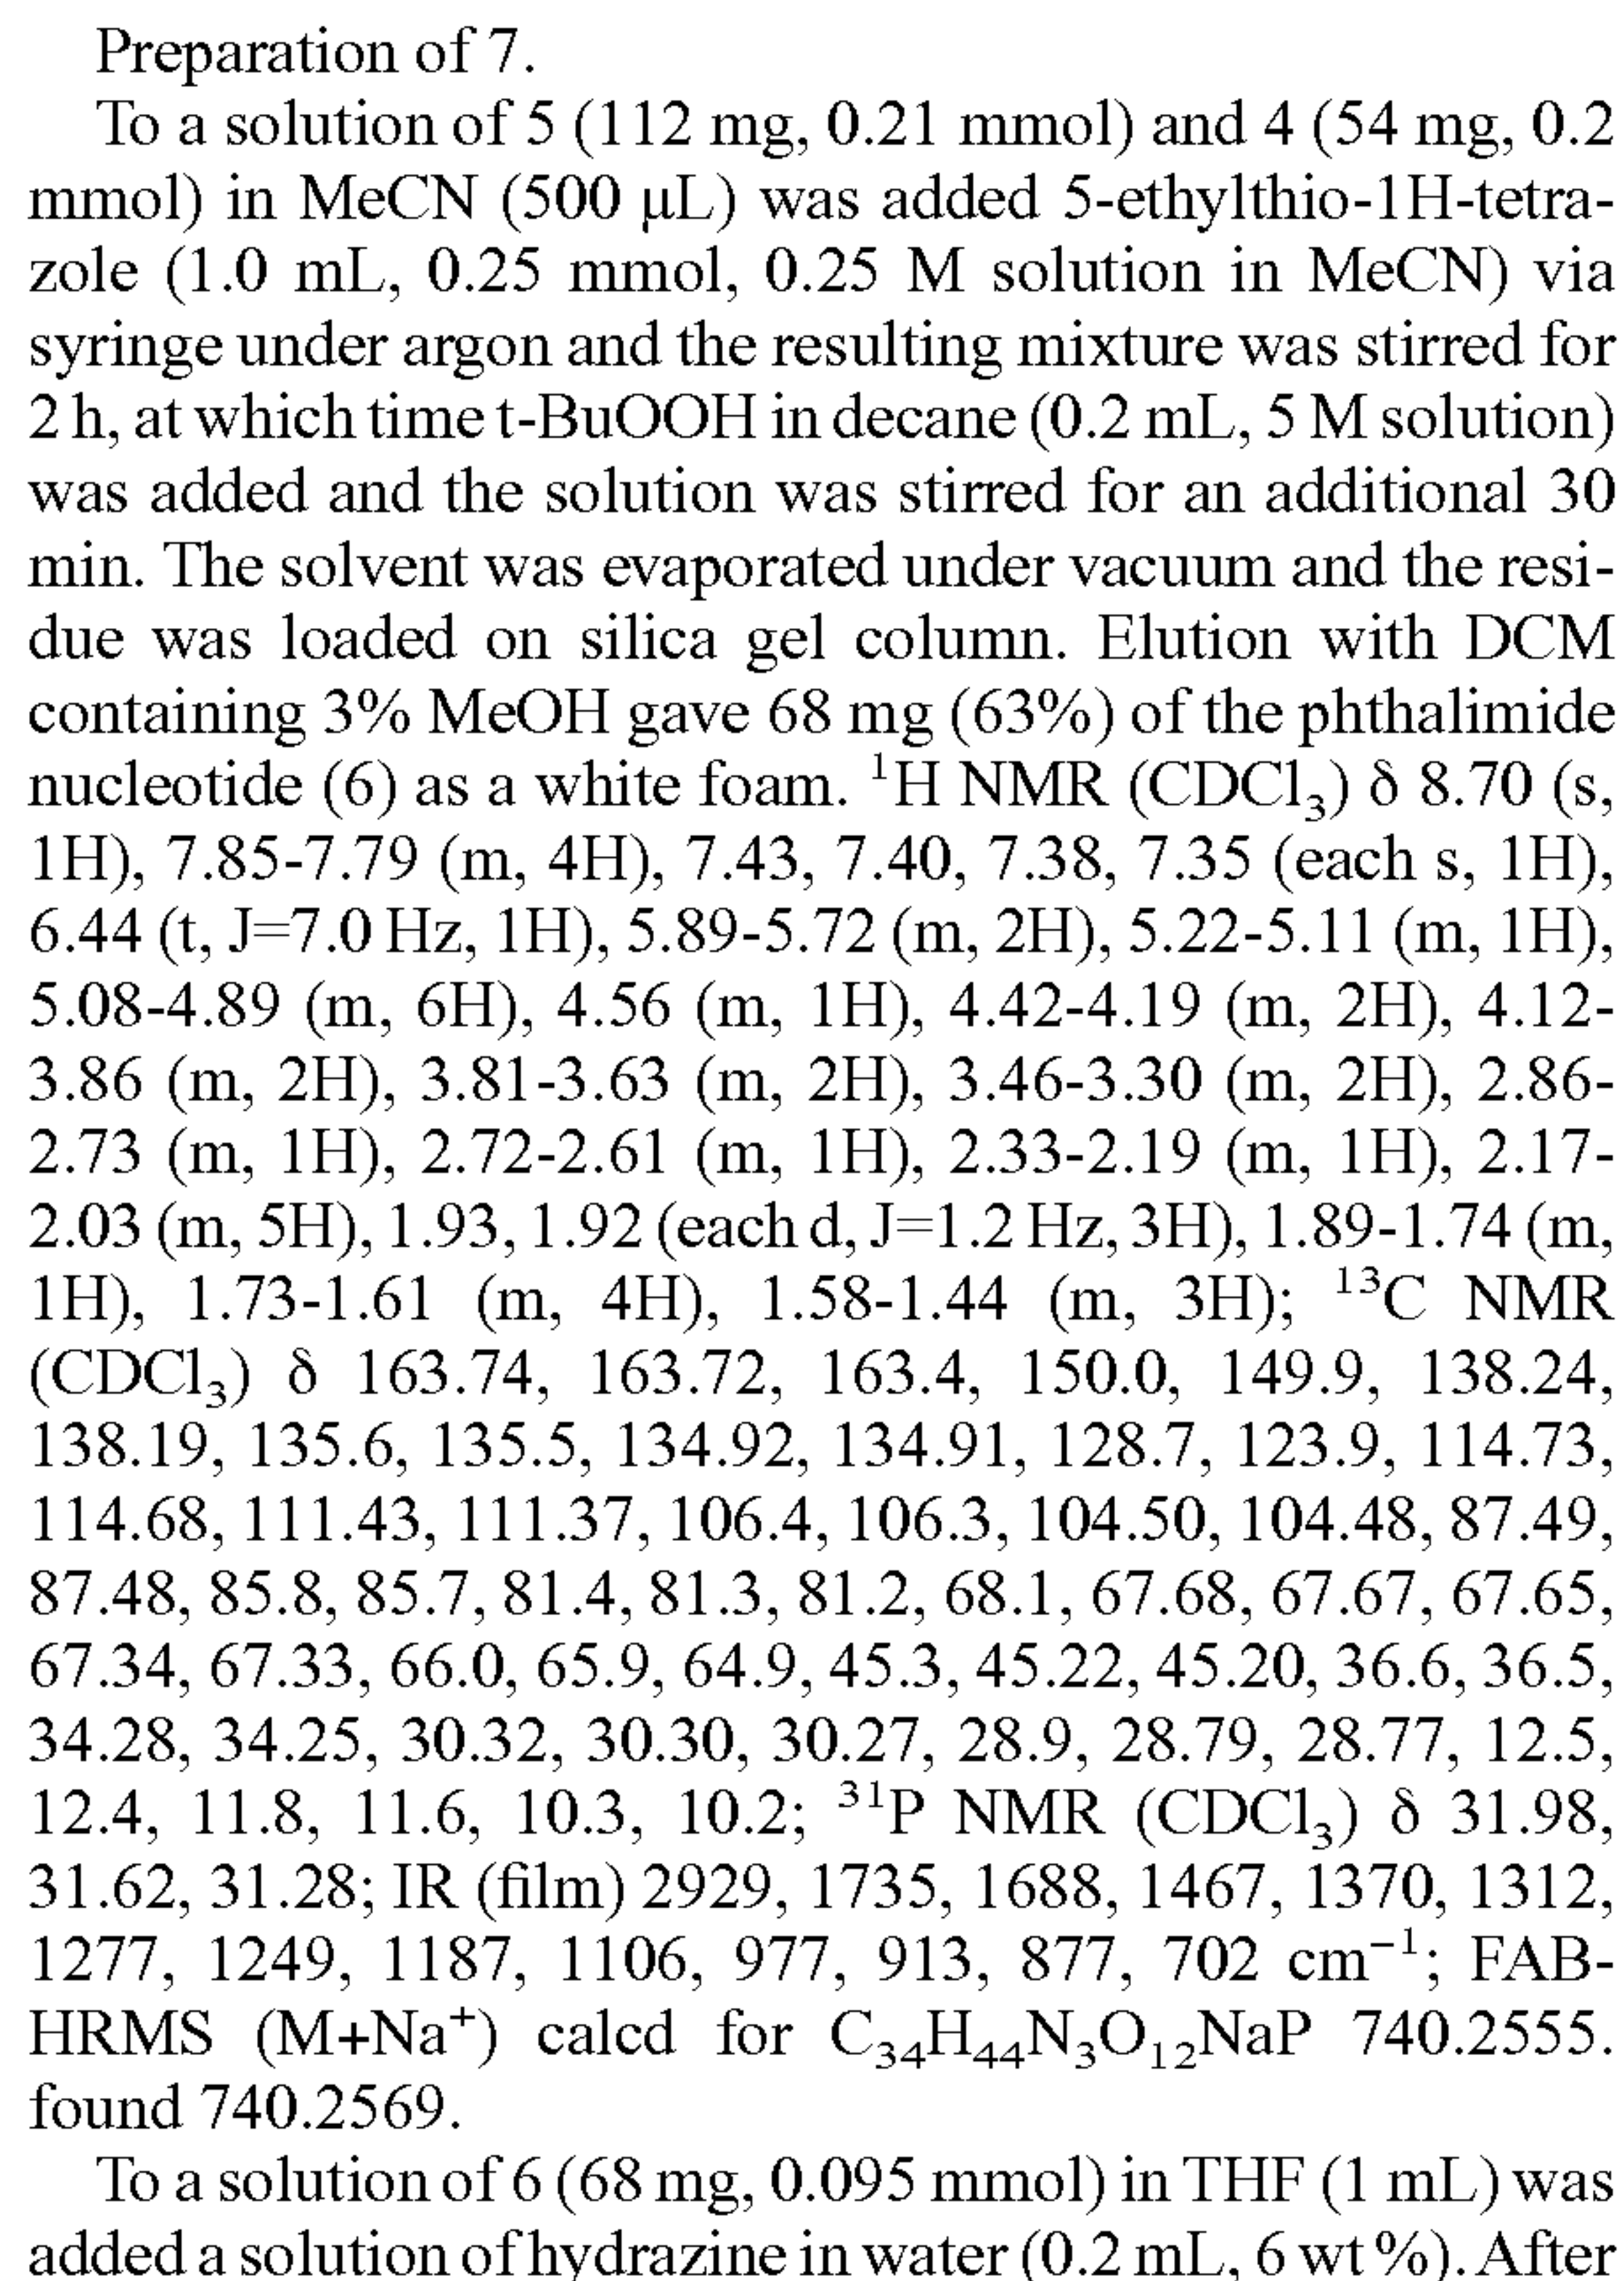 Preparation of 7.
To a solution of 5 (112 mg, 0.21 mmol) and 4 (54 mg, 0.2
mmol) in MeCN (500 μL) was added 5-ethylthio-1H-tetra-
zole (1.0 mL, 0.25 mmol, 0.25 M solution in MeCN) via
syringe under argon and the resulting mixture was stirred for
2 h, at which time t-BuOOH in decane (0.2 mL, 5 M solution)
was added and the solution was stirred for an additional 30
min. The solvent was evaporated under vacuum and the resi-
due was loaded on silica gel column. Elution with DCM
containing 3% MeOH gave 68 mg (63%) of the phthalimide
nucleotide (6) as a white foam. ¹H NMR (CDCl₃) δ 8.70 (s,
1H), 7.85-7.79 (m, 4H), 7.43, 7.40, 7.38, 7.35 (each s, 1H),
6.44 (t, J=7.0 Hz, 1H), 5.89-5.72 (m, 2H), 5.22-5.11 (m, 1H),
5.08-4.89 (m, 6H), 4.56 (m, 1H), 4.42-4.19 (m, 2H), 4.12-
3.86 (m, 2H), 3.81-3.63 (m, 2H), 3.46-3.30 (m, 2H), 2.86-
2.73 (m, 1H), 2.72-2.61 (m, 1H), 2.33-2.19 (m, 1H), 2.17-
2.03 (m, 5H), 1.93, 1.92 (each d, J=1.2 Hz, 3H), 1.89-1.74 (m,
1H), 1.73-1.61 (m, 4H), 1.58-1.44 (m, 3H); ¹³C NMR
(CDCl₃) δ 163.74, 163.72, 163.4, 150.0, 149.9, 138.24,
138.19, 135.6, 135.5, 134.92, 134.91, 128.7, 123.9, 114.73,
114.68, 111.43, 111.37, 106.4, 106.3, 104.50, 104.48, 87.49,
87.48, 85.8, 85.7, 81.4, 81.3, 81.2, 68.1, 67.68, 67.67, 67.65,
67.34, 67.33, 66.0, 65.9, 64.9, 45.3, 45.22, 45.20, 36.6, 36.5,
34.28, 34.25, 30.32, 30.30, 30.27, 28.9, 28.79, 28.77, 12.5,
12.4, 11.8, 11.6, 10.3, 10.2; ³¹P NMR (CDCl₃) δ 31.98,
31.62, 31.28; IR (film) 2929, 1735, 1688, 1467, 1370, 1312,
1277, 1249, 1187, 1106, 977, 913, 877, 702 cm⁻¹; FAB-
HRMS (M+Na⁺) calcd for C₃₄H₄₄N₃O₁₂NaP 740.2555.
found 740.2569.
To a solution of 6 (68 mg, 0.095 mmol) in THF (1 mL) was
added a solution of hydrazine in water (0.2 mL, 6 wt %). After